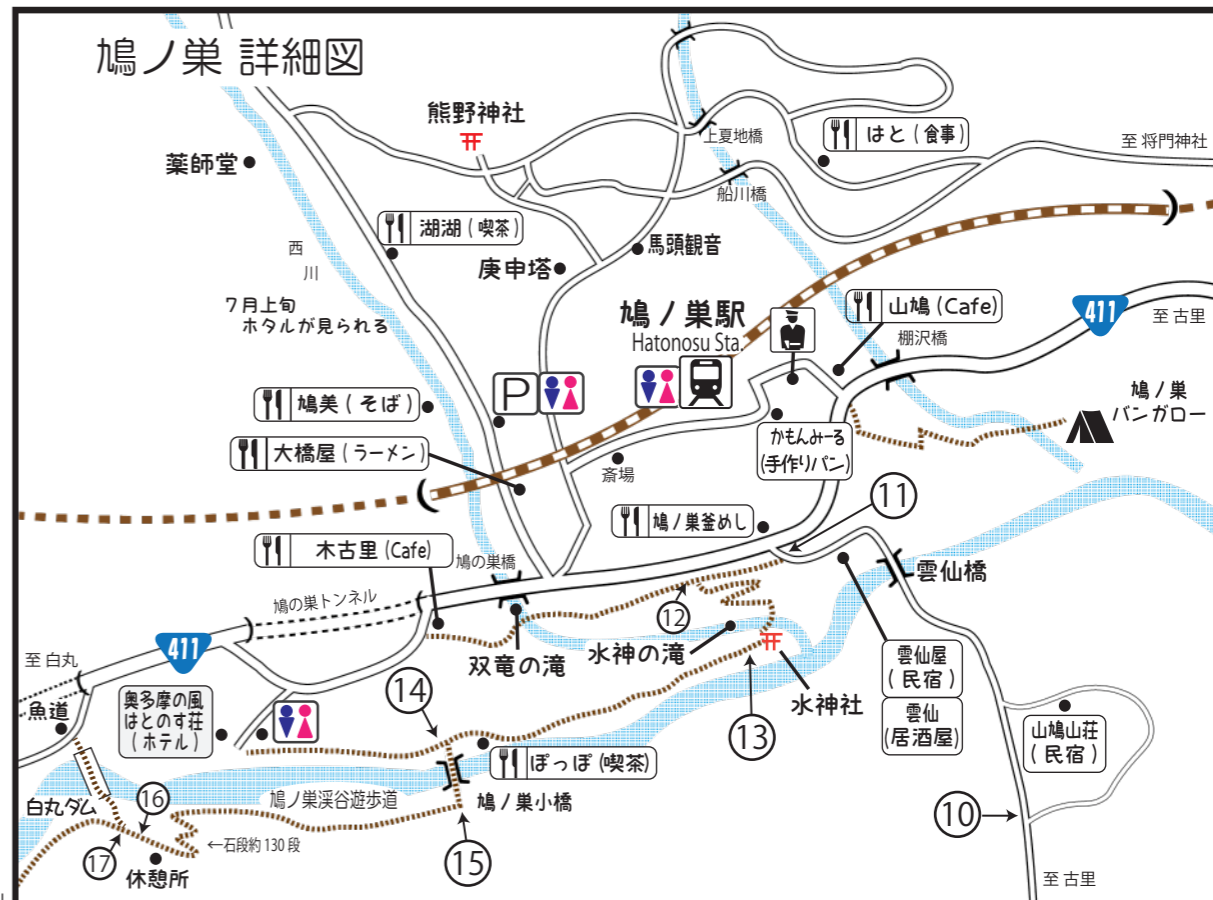 鳩ノ巣 詳細図
熊野神社
上夏地橋
はと (食事)
至 将門神社
薬師堂
船川橋
湖湖 (喫茶)
西
川
庚申塔
馬頭観音
7月上旬
ホタルが見られる
鳩ノ巣駅
Hatonosu Sta.
山鳩 (Cafe)
411
至 古里
棚沢橋
P
鳩美 (そば)
鳩ノ巣
バンガロー
大橋屋 (ラーメン)
斎場
かもんみーる
(手作りパン)
鳩ノ巣釜めし
11
木古里 (Cafe)
鳩の巣橋
雲仙橋
鳩の巣トンネル
12
411
至 白丸
双竜の滝
水神の滝
雲仙屋
(民宿)
雲仙
(居酒屋)
魚道
奥多摩の風
はとのす荘
(ホテル)
14
13
水神社
山鳩山荘
(民宿)
ぽっぽ (喫茶)
白丸ダム
鳩ノ巣渓谷遊歩道
鳩ノ巣小橋
10
16
17
←石段約130段
15
休憩所
至 古里